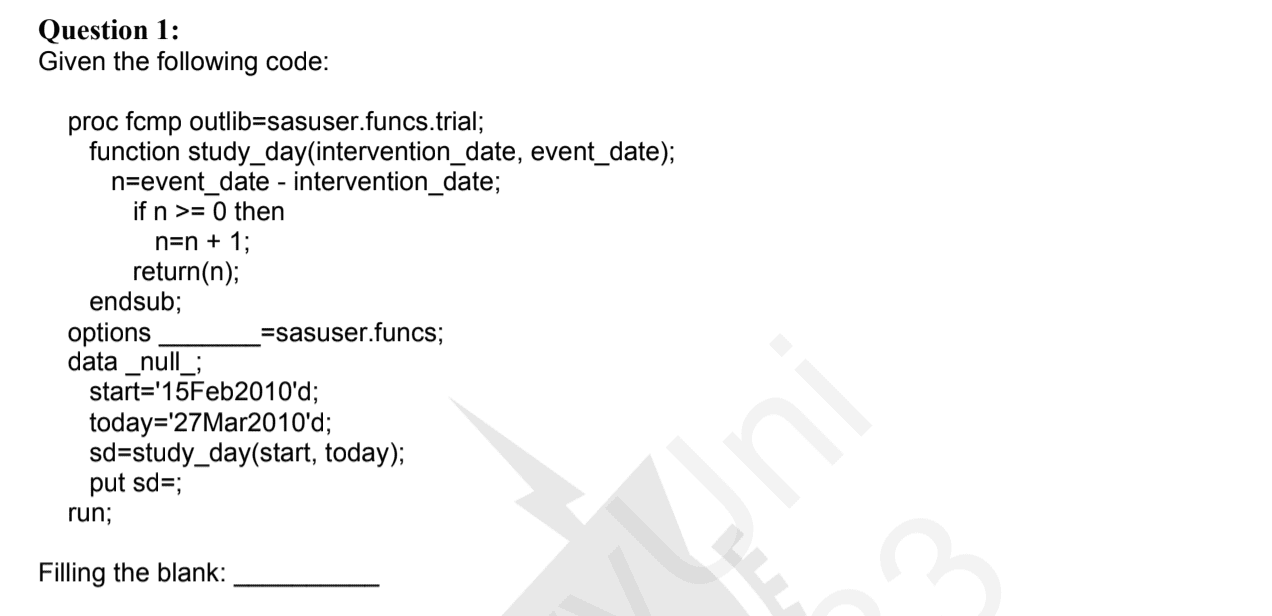 Question 1:
Given the following code:
proc fcmp outlib=sasuser.funcs.trial;
function study_day(intervention_date, event_date);
n=event_date - intervention_date;
if n >= 0 then
n=n + 1;
return(n);
endsub;
options _______=sasuser.funcs;
data _null_;
start='15Feb2010'd;
today='27Mar2010'd;
sd=study_day(start, today);
put sd=;
run;
Filling the blank: __________